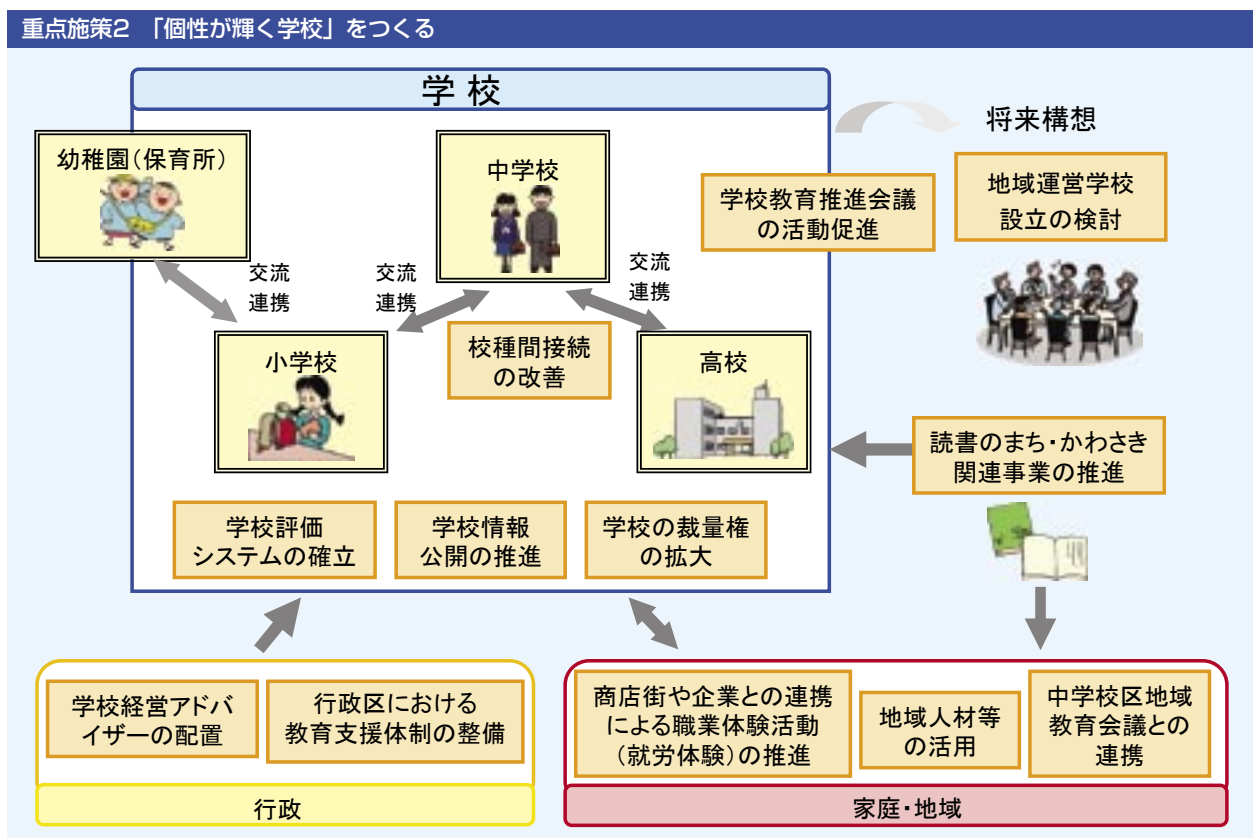 重点施策2 「個性が輝く学校」をつくる
学校
幼稚園(保育所)
中学校
交流
連携
交流
連携
交流
連携
小学校
校種間接続
の改善
高校
学校評価
システムの確立
学校情報
公開の推進
学校の裁量権
の拡大
学校教育推進会議
の活動促進
将来構想
地域運営学校
設立の検討
読書のまち・かわさき
関連事業の推進
学校経営アドバ
イザーの配置
行政区における
教育支援体制の整備
行政
商店街や企業との連携
による職業体験活動
(就労体験)の推進
地域人材等
の活用
中学校区地域
教育会議との
連携
家庭・地域